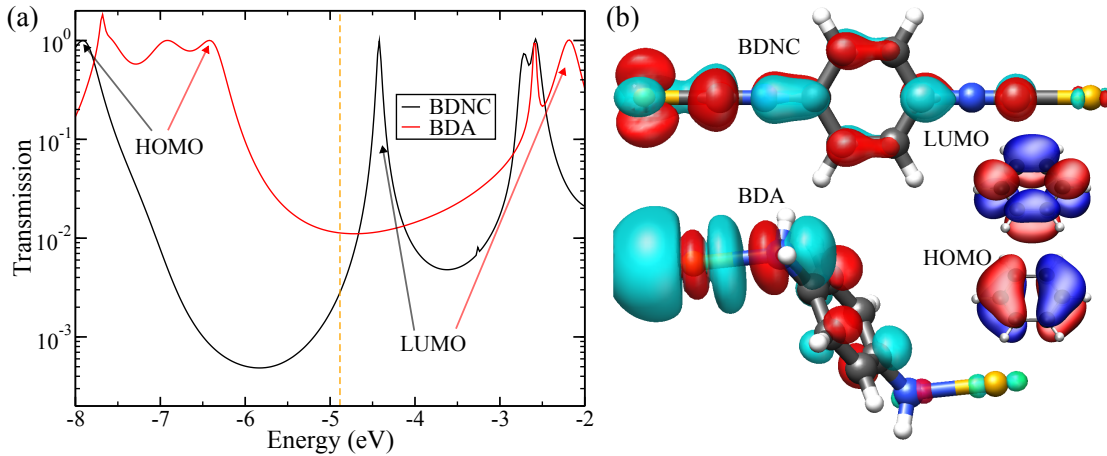 (a)
Transmission
10^0
10^-1
10^-2
10^-3
HOMO
BDNC
BDA
LUMO
-8
-7
-6
-5
-4
-3
-2
Energy (eV)
(b)
BDNC
LUMO
BDA
HOMO